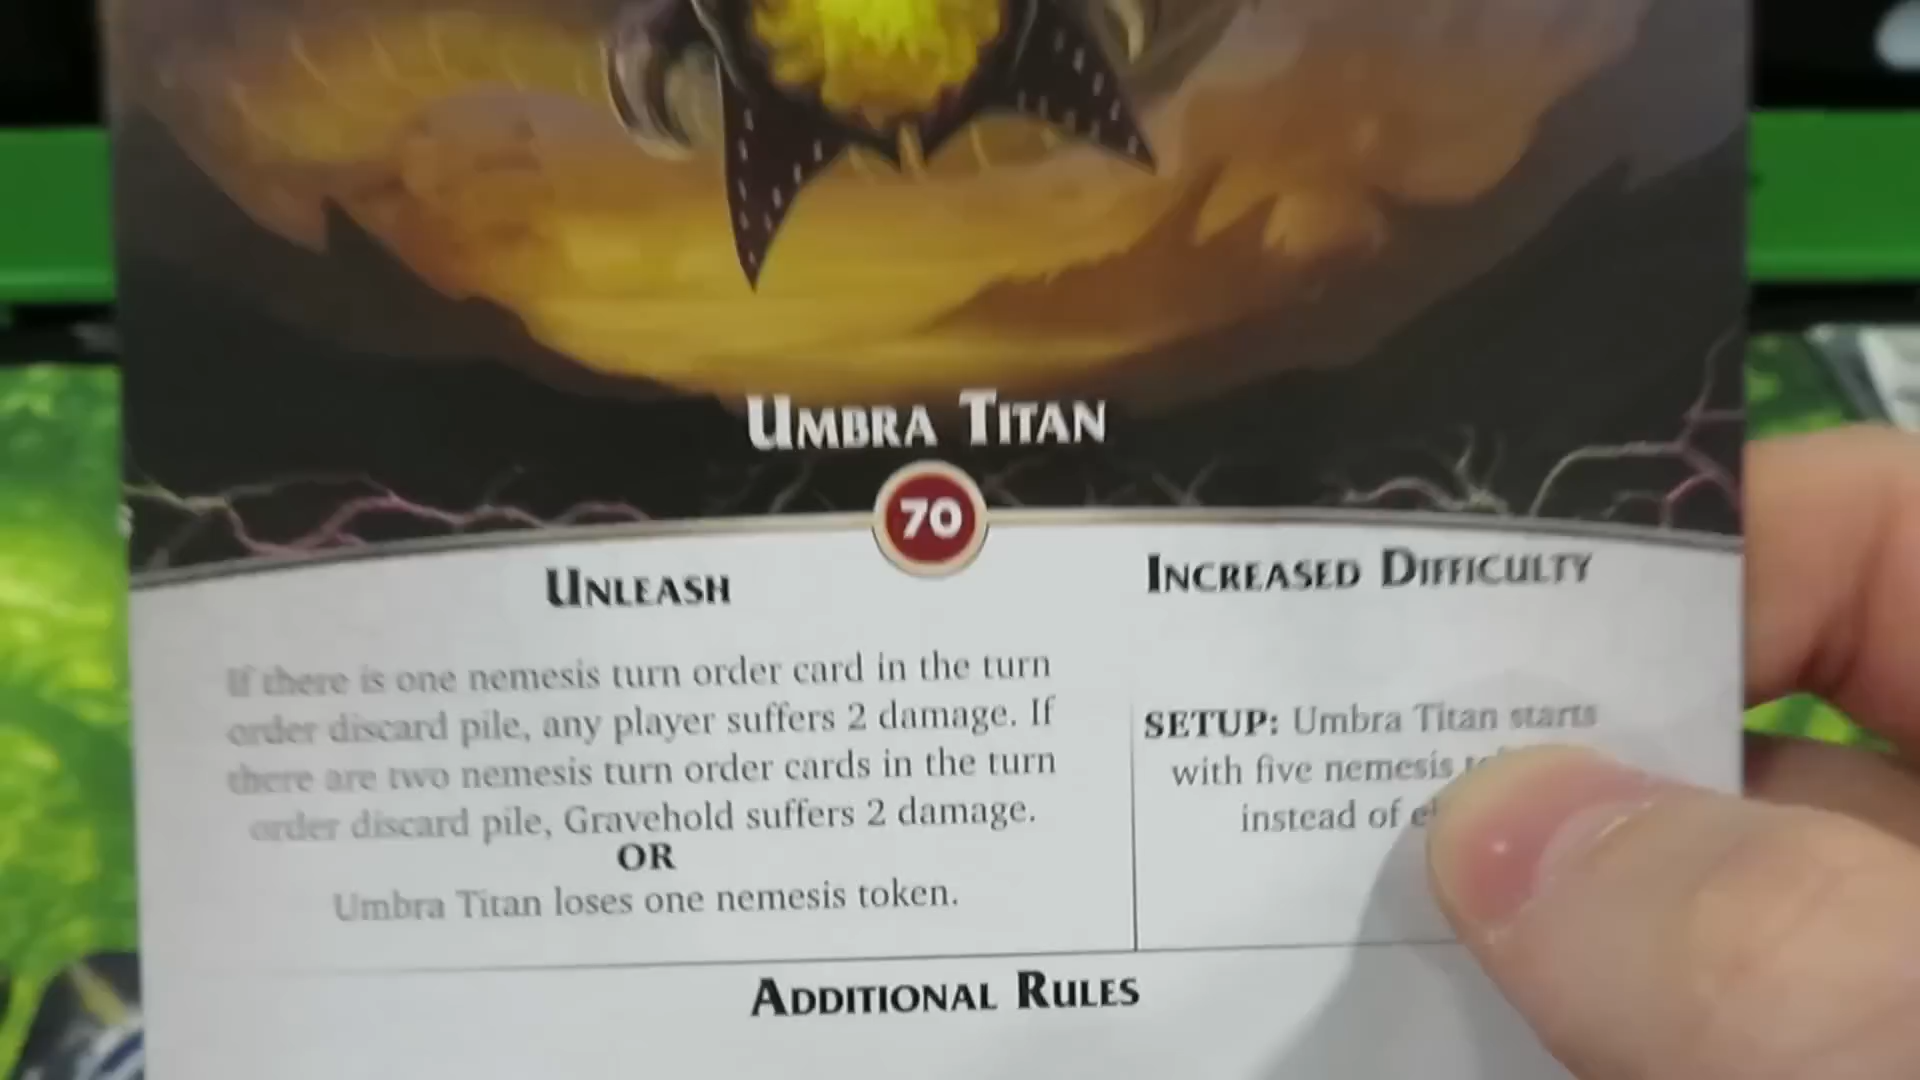 UMBRA TITAN
70
UNLEASH
If there is one nemesis turn order card in the turn
order discard pile, any player suffers 2 damage. If
there are two nemesis turn order cards in the turn
order discard pile, Gravehold suffers 2 damage.
OR
Umbra Titan loses one nemesis token.
INCREASED DIFFICULTY
SETUP: Umbra Titan starts
with five nemesis
instead of
ADDITIONAL RULES